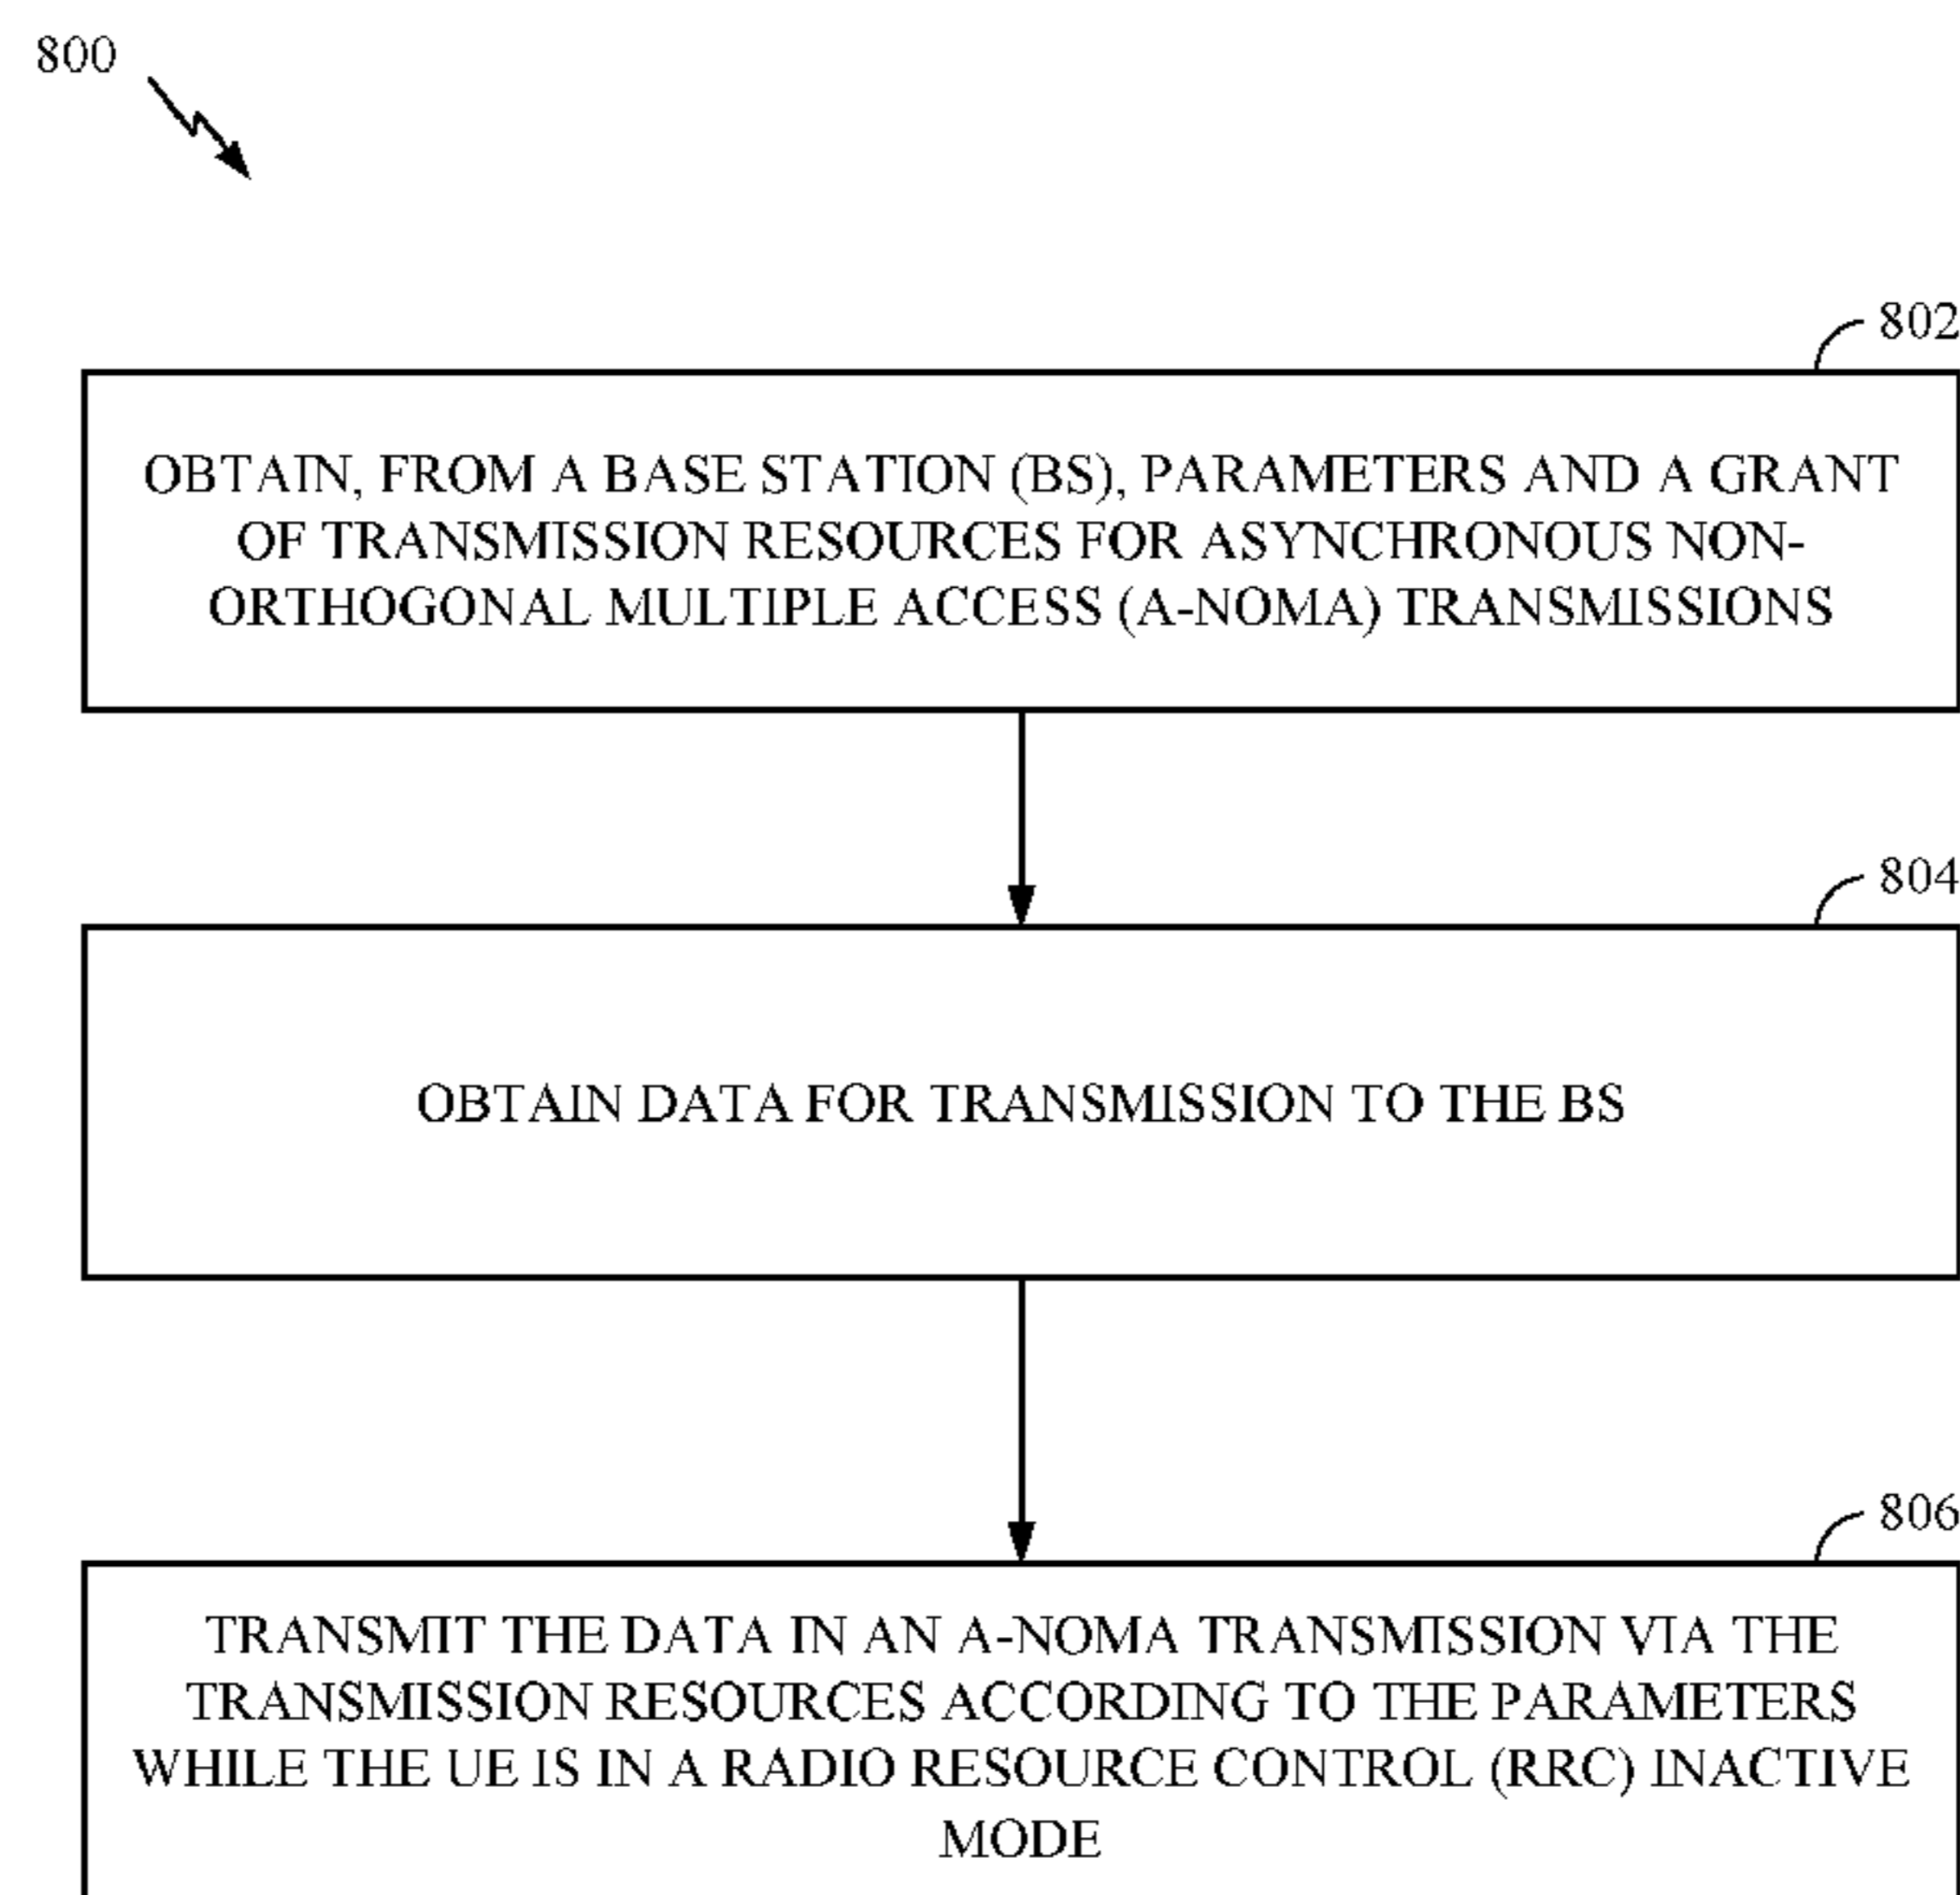 800
802
OBTAIN, FROM A BASE STATION (BS), PARAMETERS AND A GRANT
OF TRANSMISSION RESOURCES FOR ASYNCHRONOUS NON-
ORTHOGONAL MULTIPLE ACCESS (A-NOMA) TRANSMISSIONS
804
OBTAIN DATA FOR TRANSMISSION TO THE BS
806
TRANSMIT THE DATA IN AN A-NOMA TRANSMISSION VIA THE
TRANSMISSION RESOURCES ACCORDING TO THE PARAMETERS
WHILE THE UE IS IN A RADIO RESOURCE CONTROL (RRC) INACTIVE
MODE